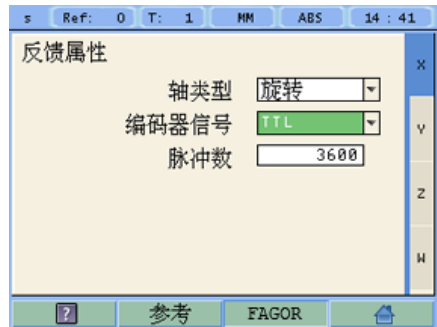 s Ref: 0 T: 1 MM ABS 14 : 41
反馈属性
X
轴类型 旋转
编码器信号 TTL
Y
脉冲数 3600
Z
W
? 参考 FAGOR